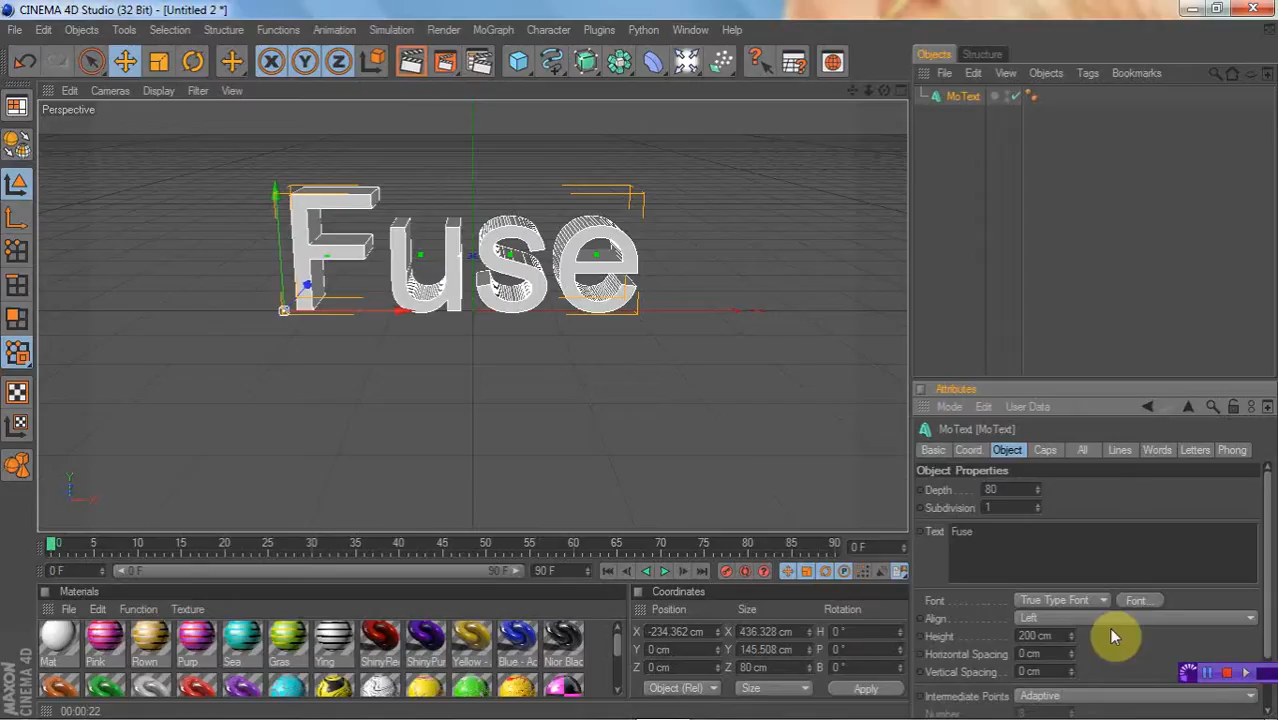 CINEMA 4D Studio (32 Bit) - [Untitled 2 *]
File Edit Objects Tools Selection Structure Functions Animation Simulation Render MoGraph Character Plugins Python Window Help
Objects Structure
File Edit View Objects Tags Bookmarks
Edit Cameras Display Filter View
MoText
Perspective
Fuse
Y
X
Attributes
Mode Edit User Data
MoText [MoText]
Basic Coord Object Caps All Lines Words Letters Phong
Object Properties
Depth 80
Subdivision 1
Text Fuse
Font True Type Font Font...
Align Left
Height 200 cm
Horizontal Spacing 0 cm
Vertical Spacing 0 cm
Intermediate Points Adaptive
0 5 10 15 20 25 30 35 40 45 50 55 60 65 70 75 80 85 90 0 F
0 F 0 F 90 F 90 F
Materials
File Edit Function Texture
Mat Pink Rown Purp Sea Gras Ying ShinyRe ShinyPur Yellow - Blue - A Nior Blac
Coordinates
Position Size Rotation
X -234.362 cm X 436.328 cm H 0 °
Y 0 cm Y 145.508 cm P 0 °
Z 0 cm Z 80 cm B 0 °
Object (Rel) Size Apply
MAXON CINEMA 4D
00:00:22